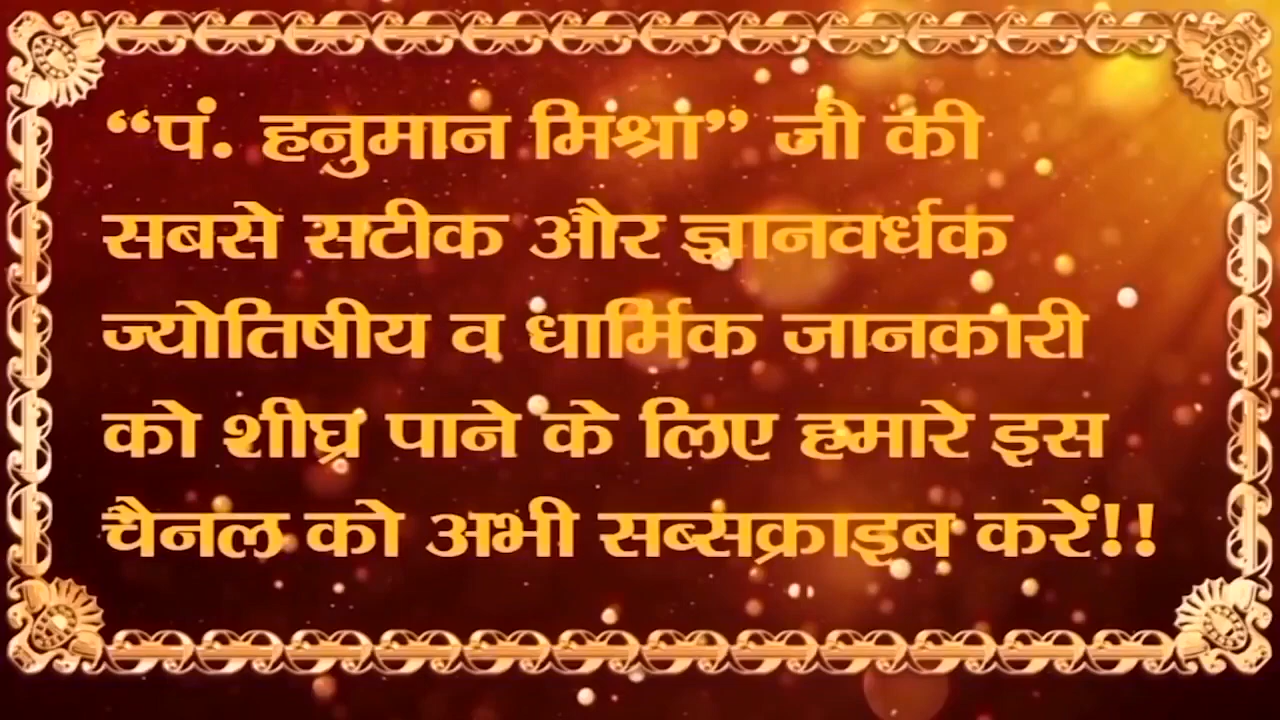 “पं. हनुमान मिश्रा” जी की
सबसे सटीक और ज्ञानवर्धक
ज्योतिषीय व धार्मिक जानकारी
को शीघ्र पाने के लिए हमारे इस
चैनल को अभी सब्सक्राइब करें!!